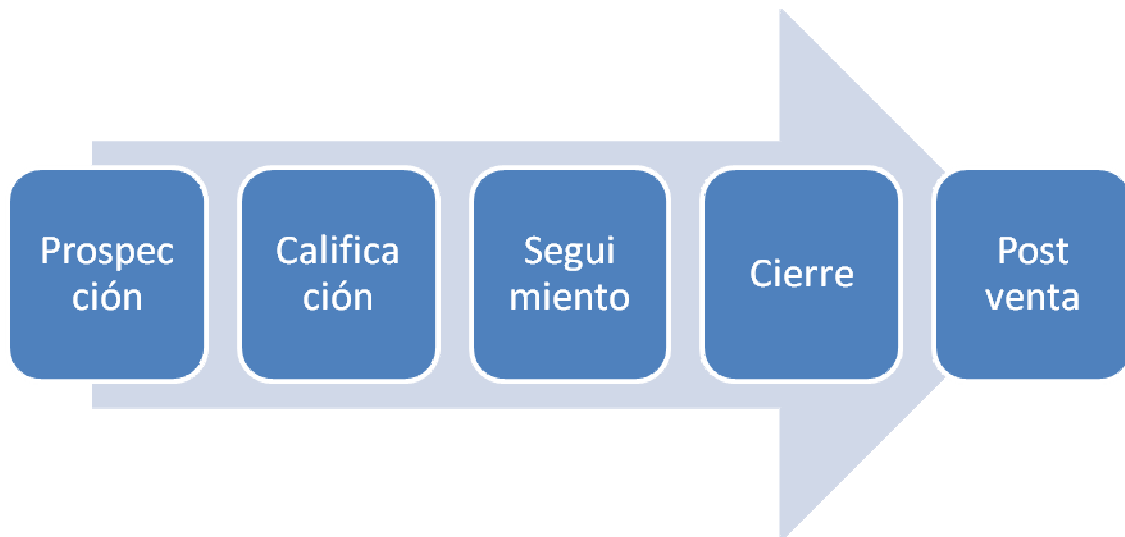 Prospec
ción
Califica
ción
Segui
miento
Cierre
Post
venta